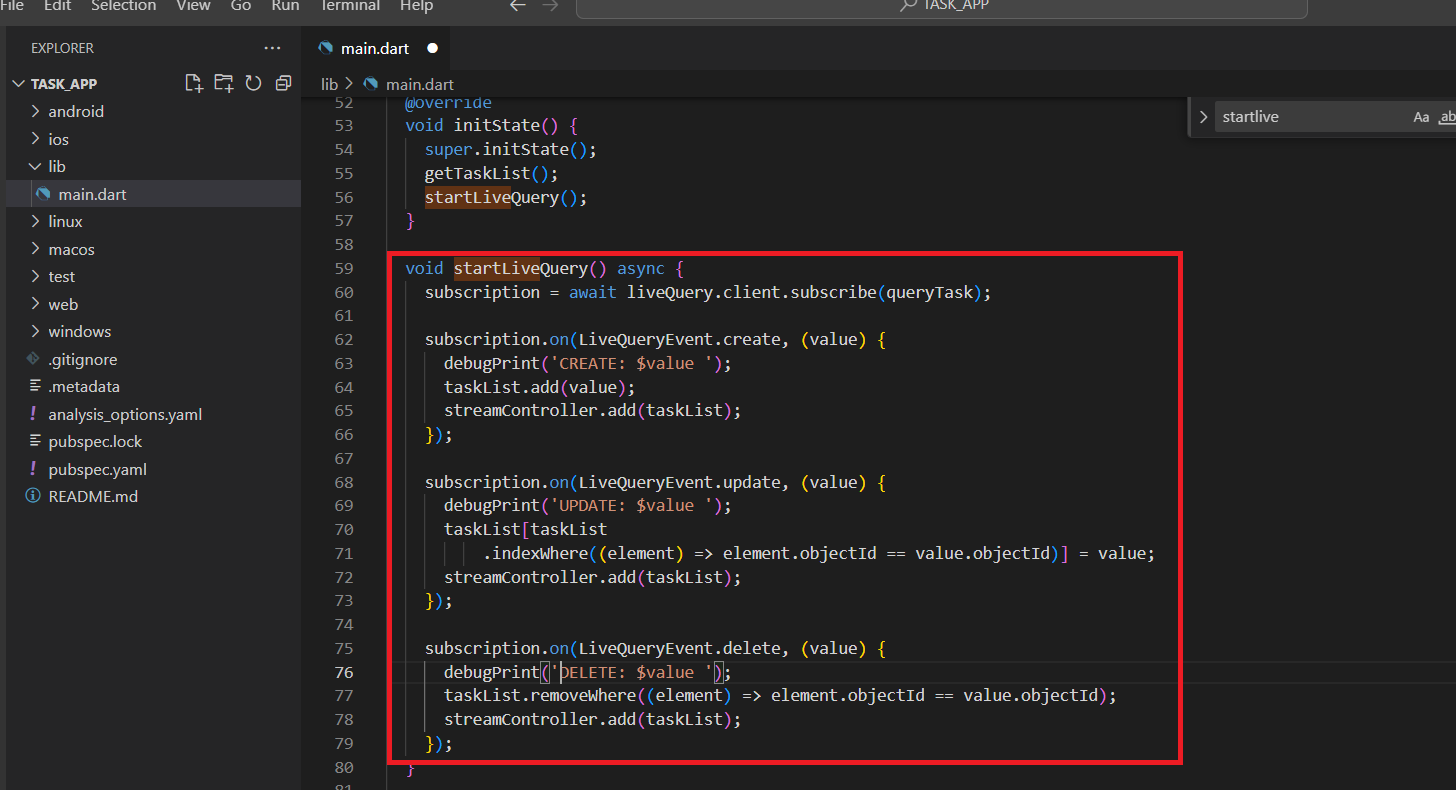 File Edit Selection View Go Run Terminal Help ← → TASK_APP
EXPLORER ···
main.dart ●
TASK_APP
lib > main.dart
android
ios
lib
main.dart
linux
macos
test
web
windows
.gitignore
.metadata
analysis_options.yaml
pubspec.lock
pubspec.yaml
README.md
startlive Aa ab
52 @override
53 void initState() {
54 super.initState();
55 getTaskList();
56 startLiveQuery();
57 }
58
59 void startLiveQuery() async {
60 subscription = await liveQuery.client.subscribe(queryTask);
61
62 subscription.on(LiveQueryEvent.create, (value) {
63 debugPrint('CREATE: $value ');
64 taskList.add(value);
65 streamController.add(taskList);
66 });
67
68 subscription.on(LiveQueryEvent.update, (value) {
69 debugPrint('UPDATE: $value ');
70 taskList[taskList
71 .indexWhere((element) => element.objectId == value.objectId)] = value;
72 streamController.add(taskList);
73 });
74
75 subscription.on(LiveQueryEvent.delete, (value) {
76 debugPrint('DELETE: $value ');
77 taskList.removeWhere((element) => element.objectId == value.objectId);
78 streamController.add(taskList);
79 });
80 }
81